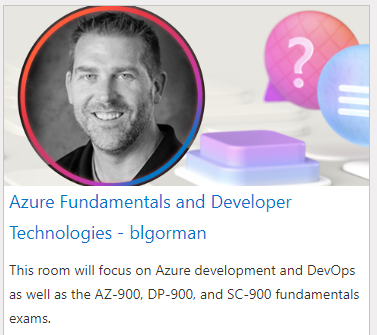 Azure Fundamentals and Developer
Technologies - blgorman
This room will focus on Azure development and DevOps
as well as the AZ-900, DP-900, and SC-900 fundamentals
exams.